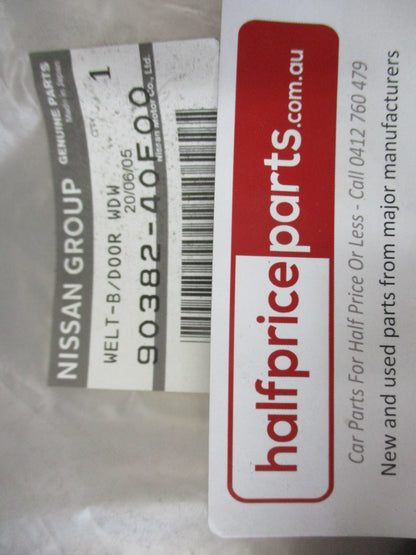 NISSAN GROUP GENUINE PARTS
Made in Japan
QTY 1
WELT-B/DOOR WDW
20/06/05
90382-40F00
Nissan Motor Co., Ltd.
halfpriceparts.com.au
Car Parts For Half Price Or Less - Call 0412 760 479
New and used parts from major manufacturers